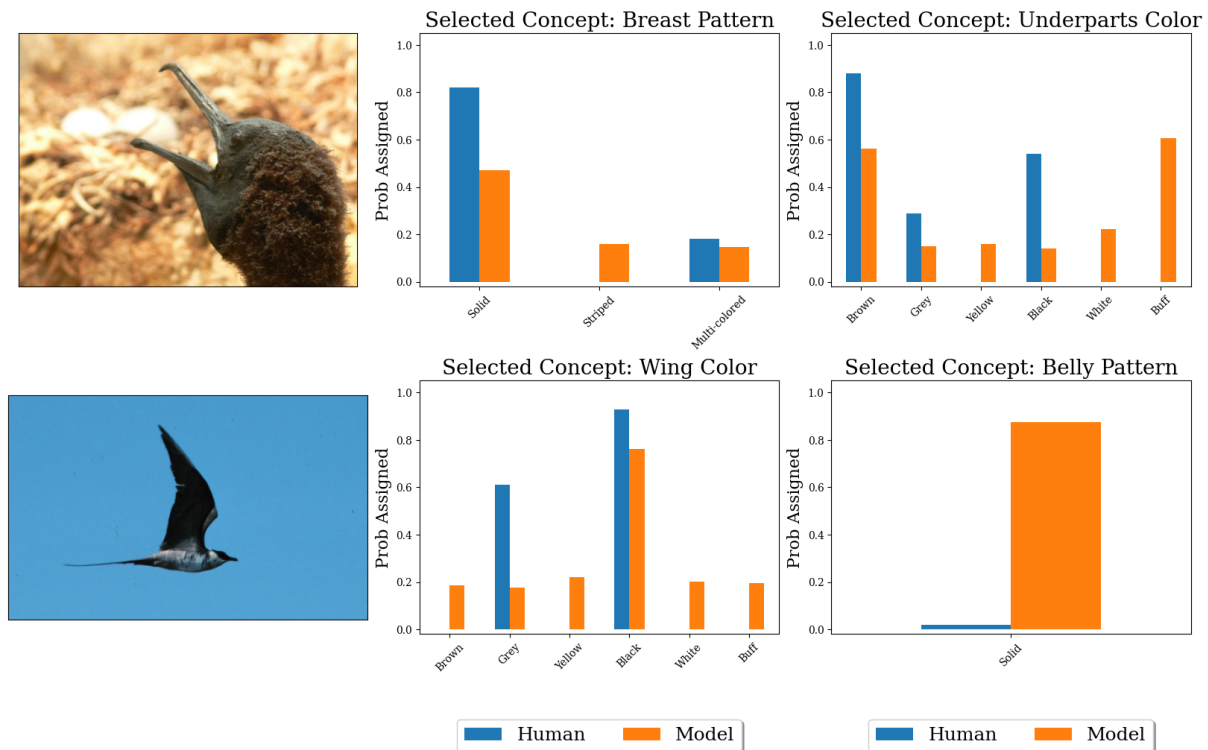 Selected Concept: Breast Pattern
Prob Assigned
1.0
0.8
0.6
0.4
0.2
0.0
Solid
Striped
Multi-colored
Selected Concept: Underparts Color
Prob Assigned
1.0
0.8
0.6
0.4
0.2
0.0
Brown
Grey
Yellow
Black
White
Buff
Selected Concept: Wing Color
Prob Assigned
1.0
0.8
0.6
0.4
0.2
0.0
Brown
Grey
Yellow
Black
White
Buff
Selected Concept: Belly Pattern
Prob Assigned
1.0
0.8
0.6
0.4
0.2
0.0
Solid
Human Model
Human Model